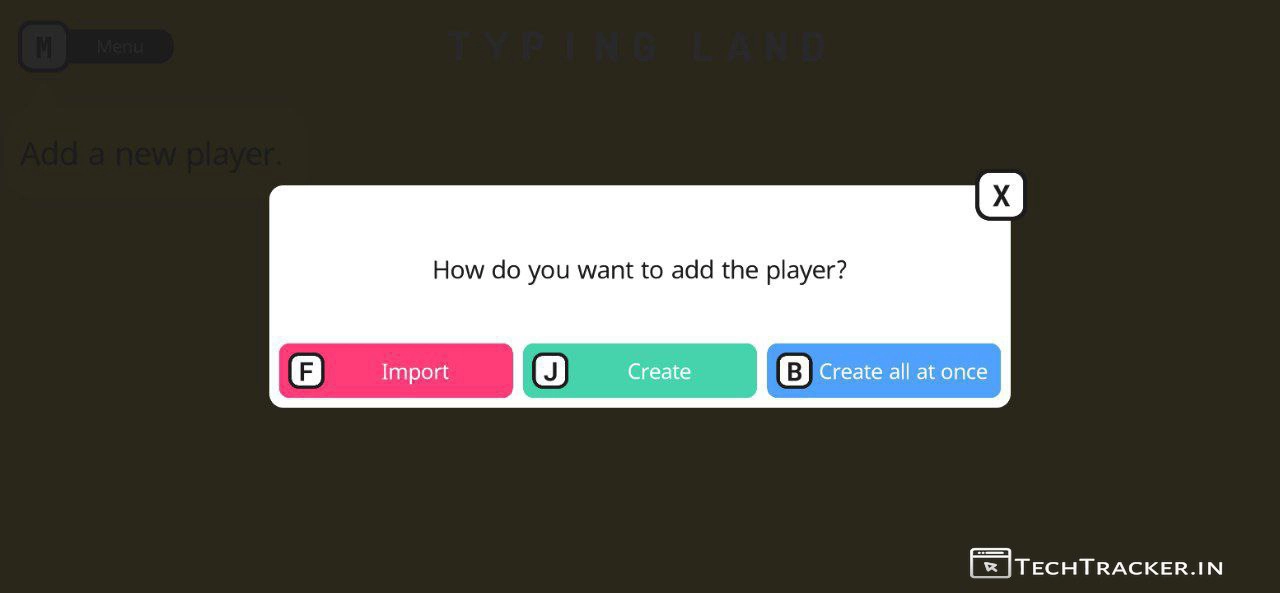 M Menu
TYPING LAND
Add a new player.
X
How do you want to add the player?
F Import
J Create
B Create all at once
TECHTRACKER.IN